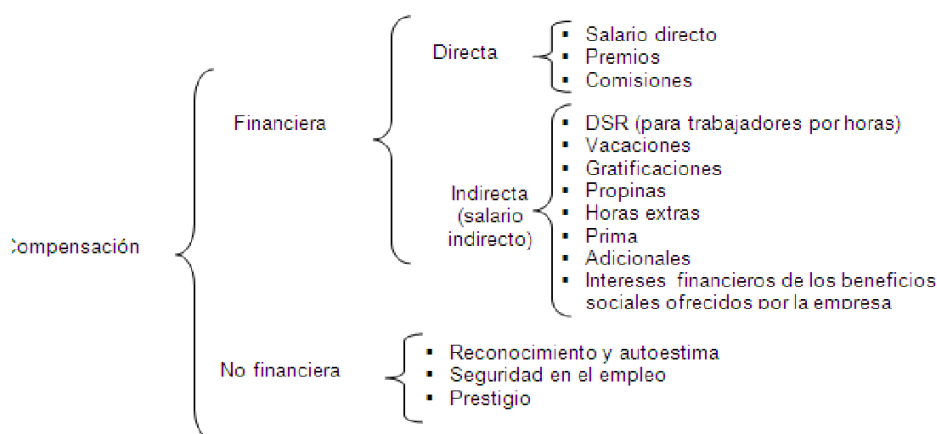 Compensación
Financiera
Directa
▪ Salario directo
▪ Premios
▪ Comisiones
Indirecta
(salario
indirecto)
▪ DSR (para trabajadores por horas)
▪ Vacaciones
▪ Gratificaciones
▪ Propinas
▪ Horas extras
▪ Prima
▪ Adicionales
▪ Intereses financieros de los beneficios
sociales ofrecidos por la empresa
No financiera
▪ Reconocimiento y autoestima
▪ Seguridad en el empleo
▪ Prestigio